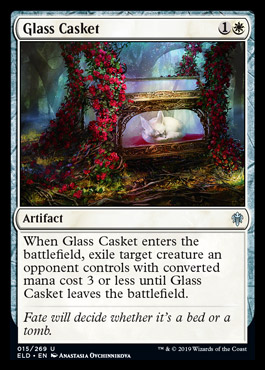 Glass Casket 1
Artifact
When Glass Casket enters the
battlefield, exile target creature an
opponent controls with converted
mana cost 3 or less until Glass
Casket leaves the battlefield.
Fate will decide whether it's a bed or a
tomb.
015/269 U
ELD • EN Anastasia Ovchinnikova
™ & © 2019 Wizards of the Coast